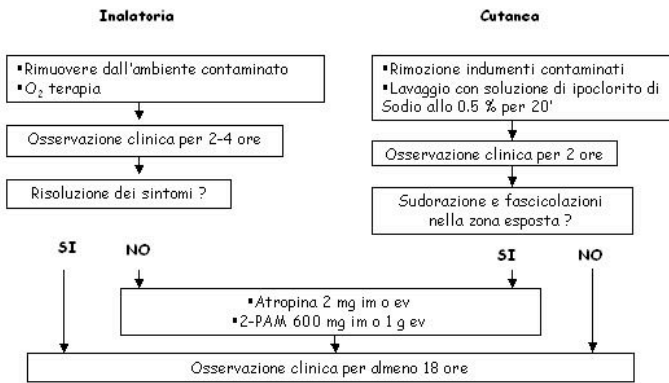 Inalatoria
▪Rimuovere dall'ambiente contaminato
▪O₂ terapia
Osservazione clinica per 2-4 ore
Risoluzione dei sintomi ?
SI NO
Cutanea
▪Rimozione indumenti contaminati
▪Lavaggio con soluzione di ipoclorito di
Sodio allo 0.5 % per 20'
Osservazione clinica per 2 ore
Sudorazione e fascicolazioni
nella zona esposta ?
SI NO
▪Atropina 2 mg im o ev
▪2-PAM 600 mg im o 1 g ev
Osservazione clinica per almeno 18 ore